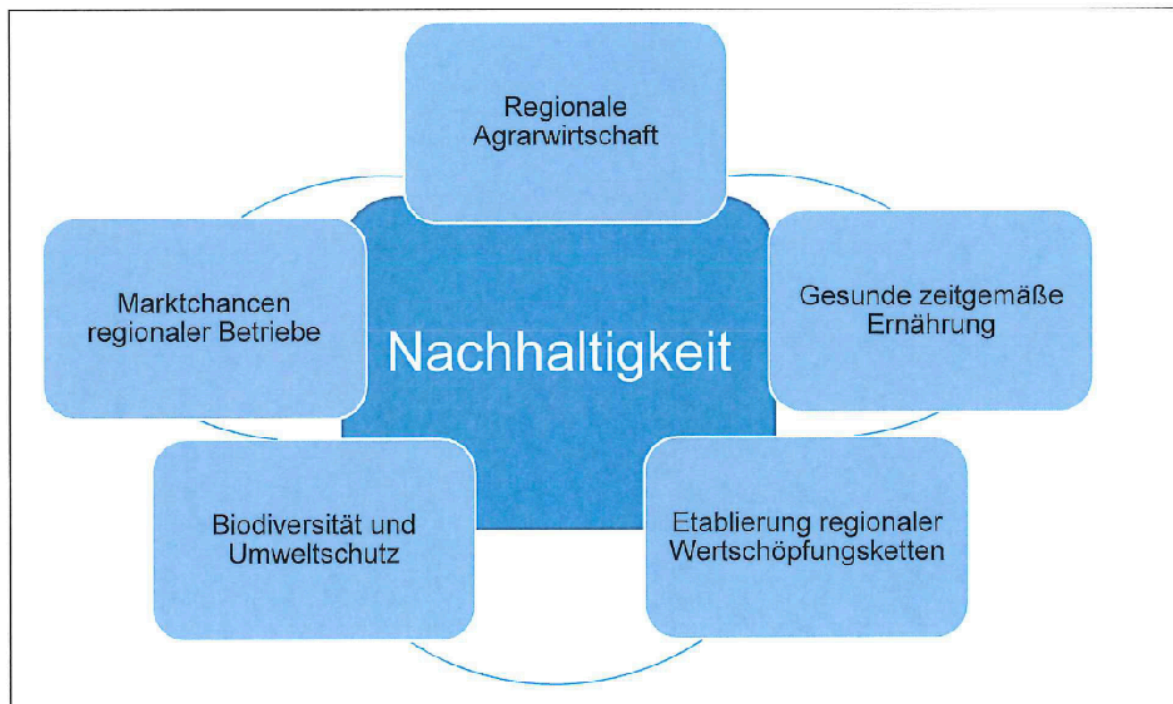 Regionale
Agrarwirtschaft
Gesunde zeitgemäße
Ernährung
Marktchancen
regionaler Betriebe
Nachhaltigkeit
Biodiversität und
Umweltschutz
Etablierung regionaler
Wertschöpfungsketten